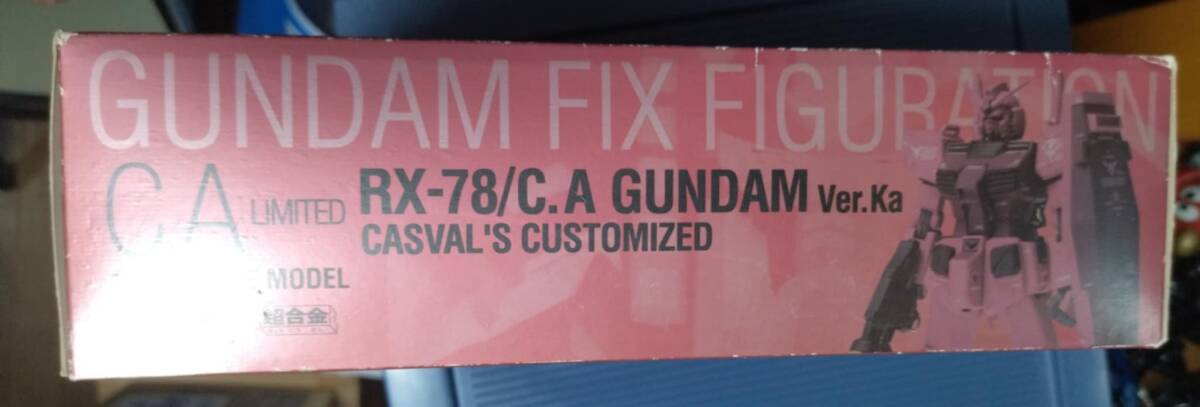 GUNDAM FIX FIGURATION
C.A LIMITED
RX-78/C.A GUNDAM Ver.Ka
CASVAL'S CUSTOMIZED
MODEL
超合金